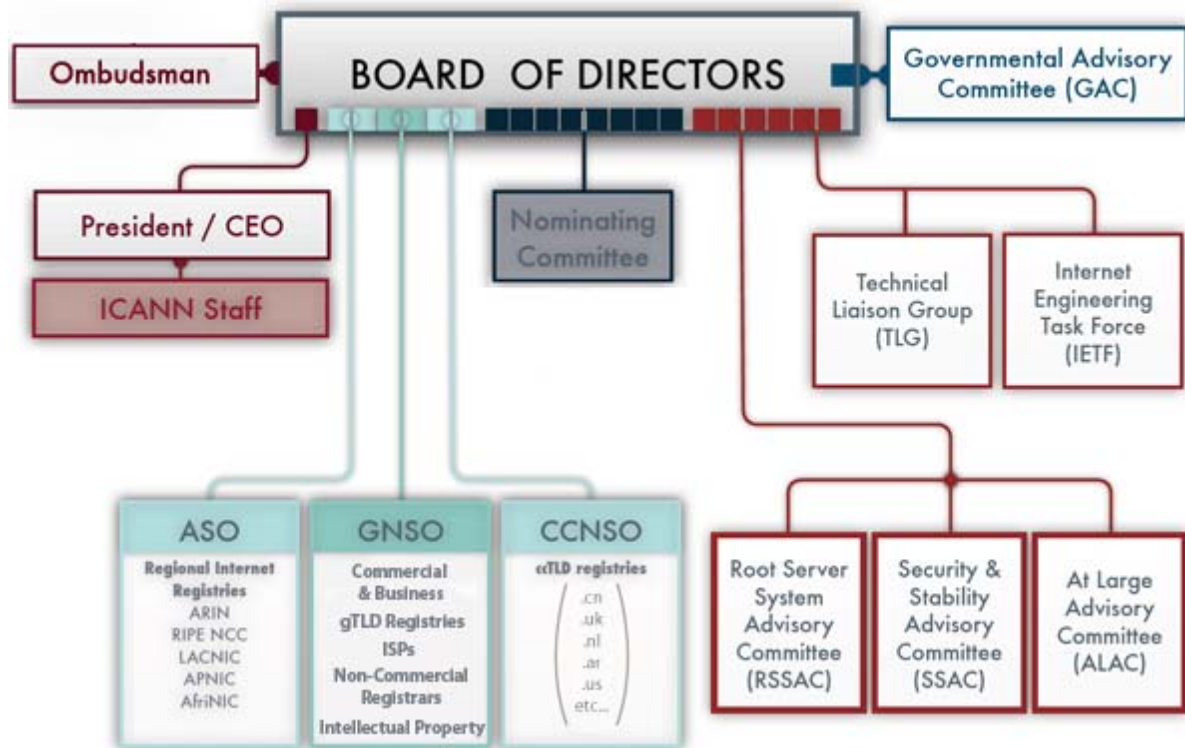 BOARD OF DIRECTORS
Ombudsman
Governmental Advisory
Committee (GAC)
President / CEO
ICANN Staff
Nominating
Committee
Technical
Liaison Group
(TLG)
Internet
Engineering
Task Force
(IETF)
ASO
Regional Internet
Registries
ARIN
RIPE NCC
LACNIC
APNIC
AfriNIC
GNSO
Commercial
& Business
gTLD Registries
ISPs
Non-Commercial
Registrars
Intellectual Property
CCNSO
ccTLD registries
.cn
.uk
.nl
.ar
.us
etc...
Root Server
System
Advisory
Committee
(RSSAC)
Security &
Stability
Advisory
Committee
(SSAC)
At Large
Advisory
Committee
(ALAC)